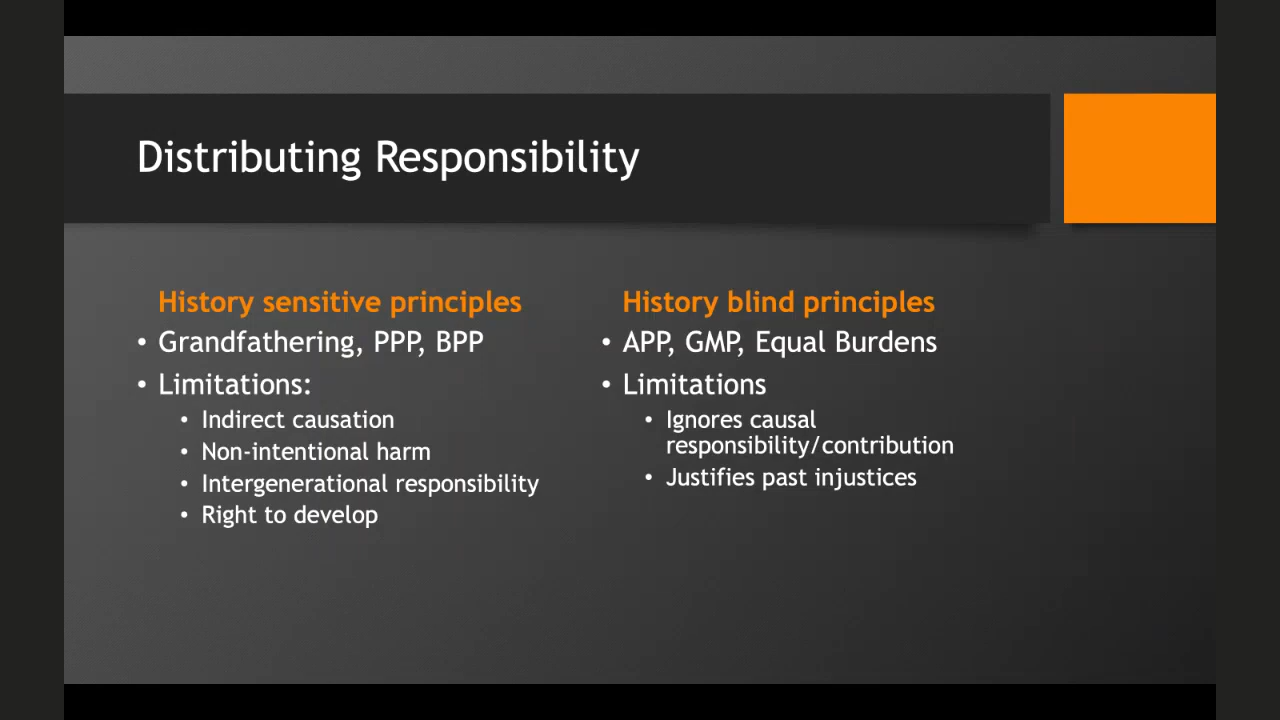 Distributing Responsibility
History sensitive principles
• Grandfathering, PPP, BPP
• Limitations:
• Indirect causation
• Non-intentional harm
• Intergenerational responsibility
• Right to develop
History blind principles
• APP, GMP, Equal Burdens
• Limitations
• Ignores causal
responsibility/contribution
• Justifies past injustices